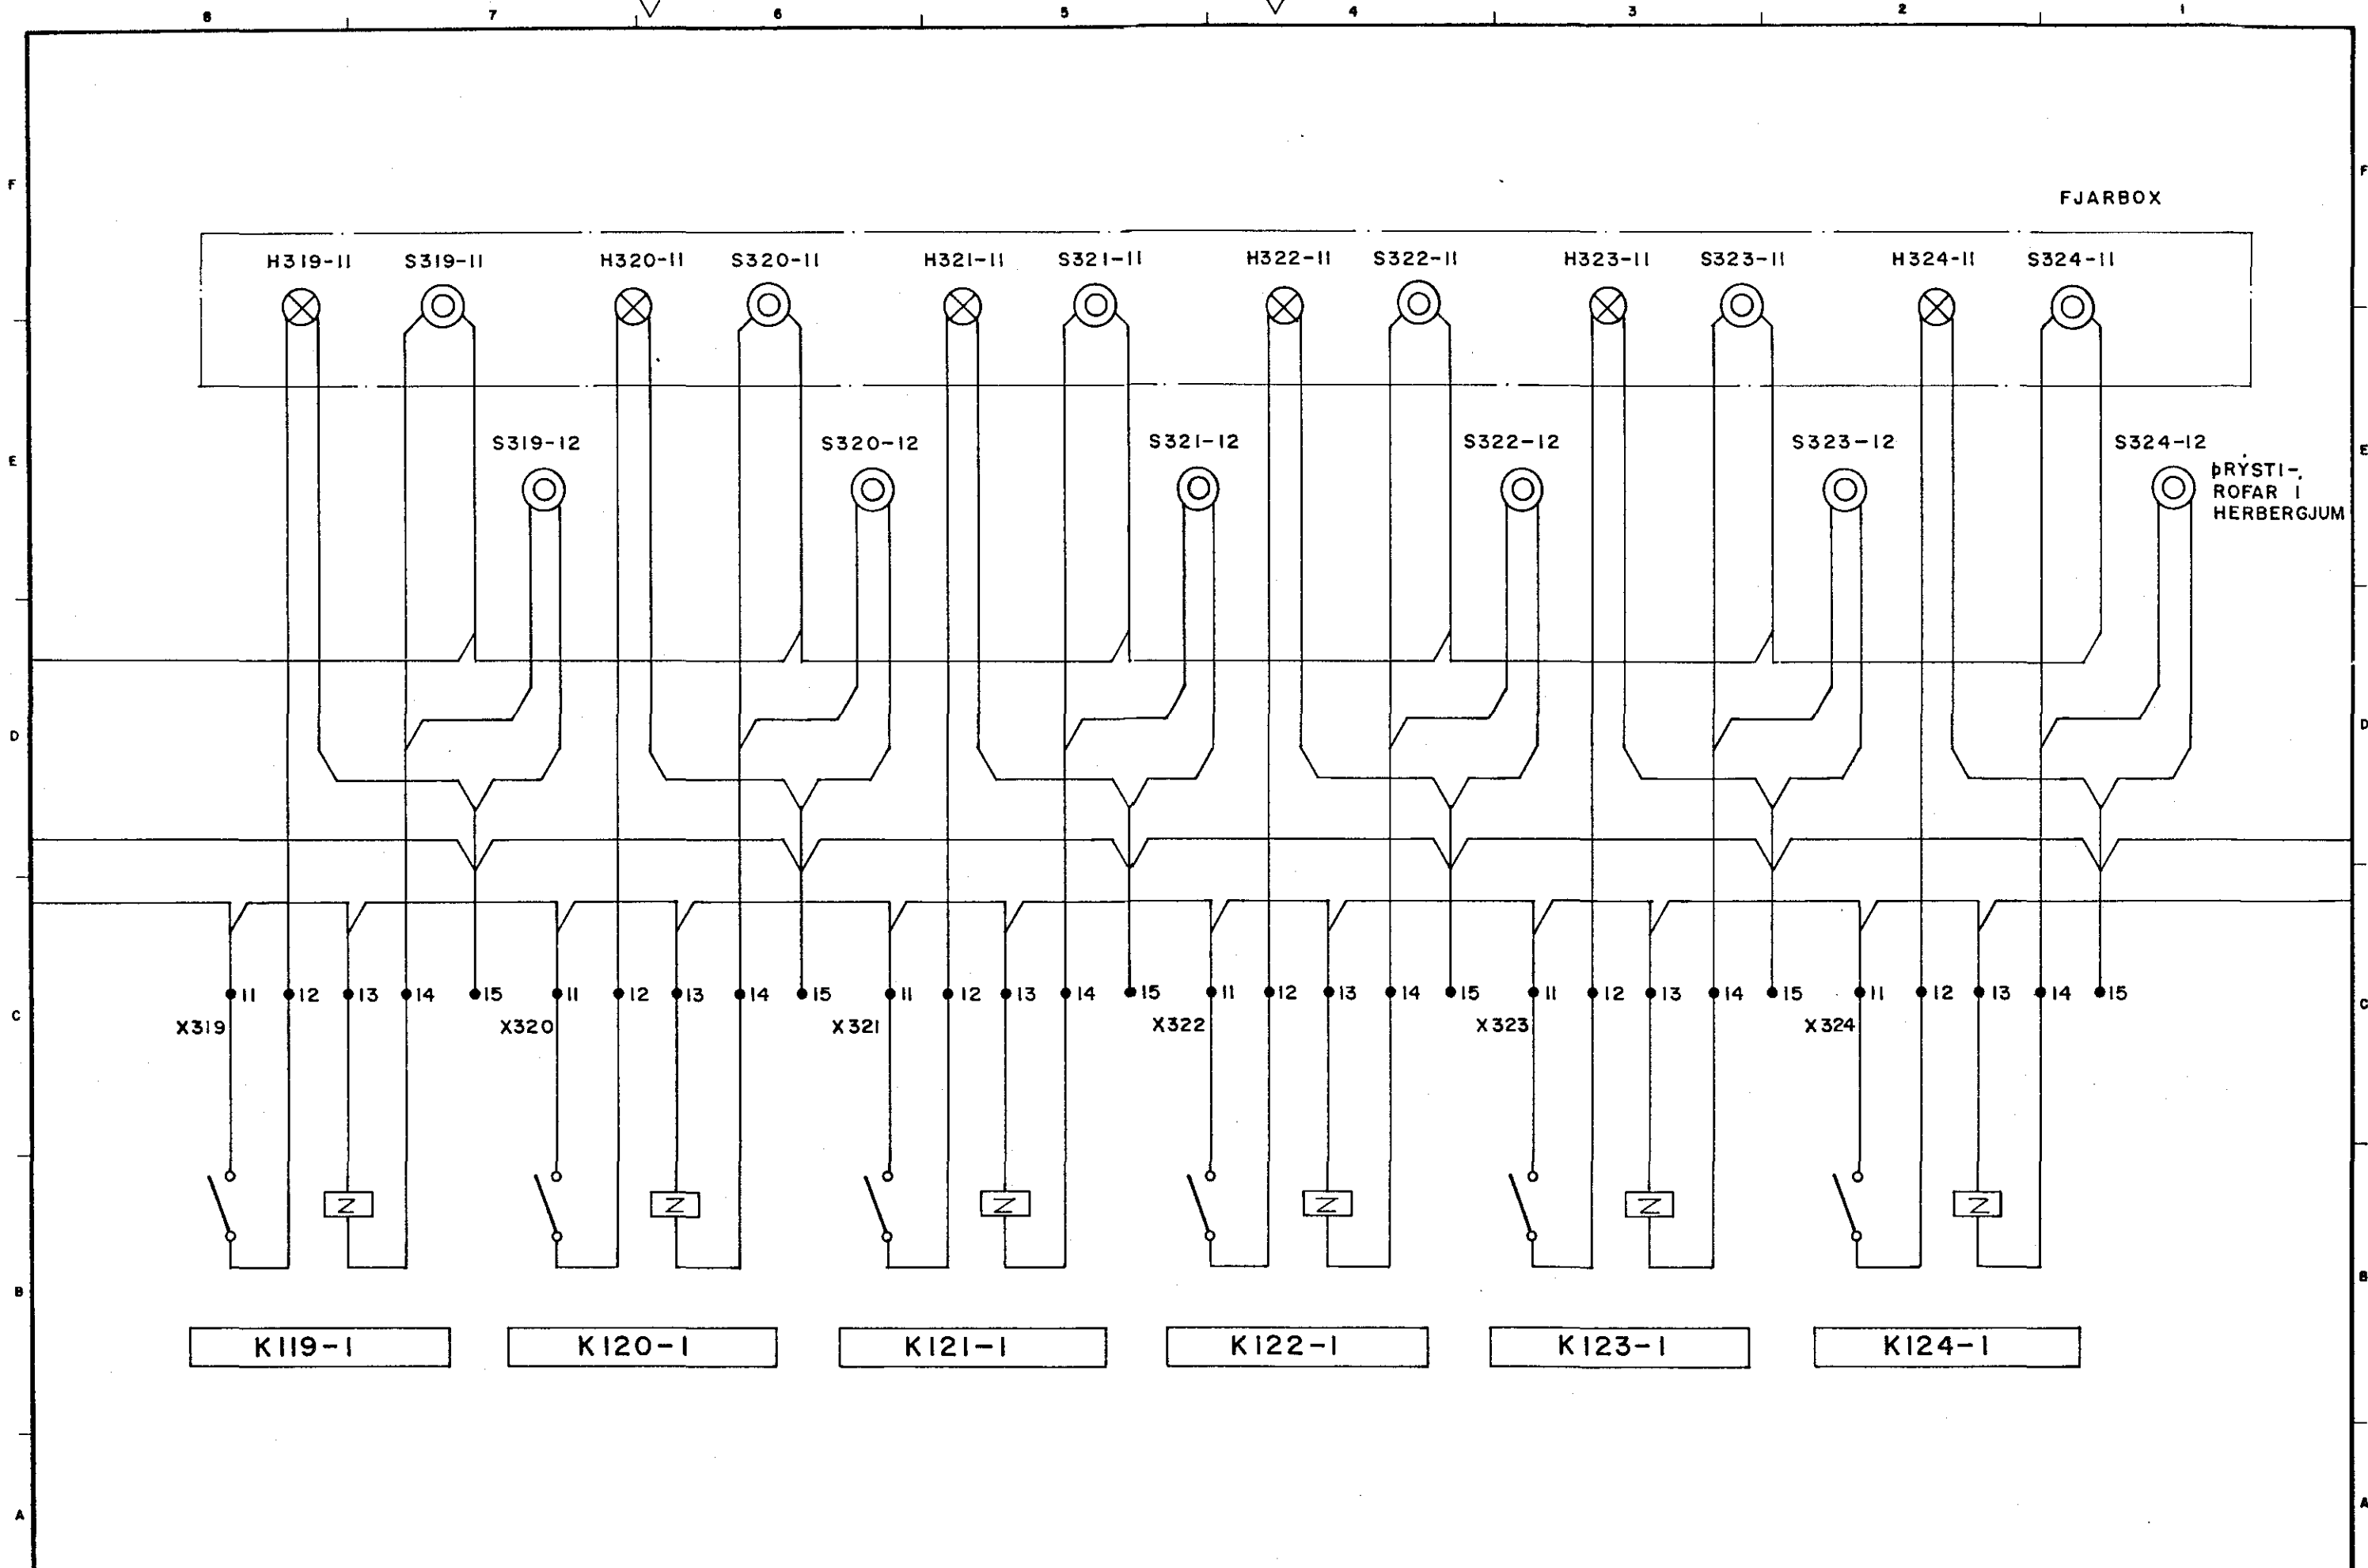 8 7 6 5 4 3 2 1
F F
FJARBOX
H319-11 S319-11 H320-11 S320-11 H321-11 S321-11 H322-11 S322-11 H323-11 S323-11 H324-11 S324-11
E E
S319-12 S320-12 S321-12 S322-12 S323-12 S324-12
ÞRÝSTI-
ROFAR Í
HERBERGJUM
D D
11 12 13 14 15 11 12 13 14 15 11 12 13 14 15 11 12 13 14 15 11 12 13 14 15 11 12 13 14 15
C C
X319 X320 X321 X322 X323 X324
B B
K119-1 K120-1 K121-1 K122-1 K123-1 K124-1
A A